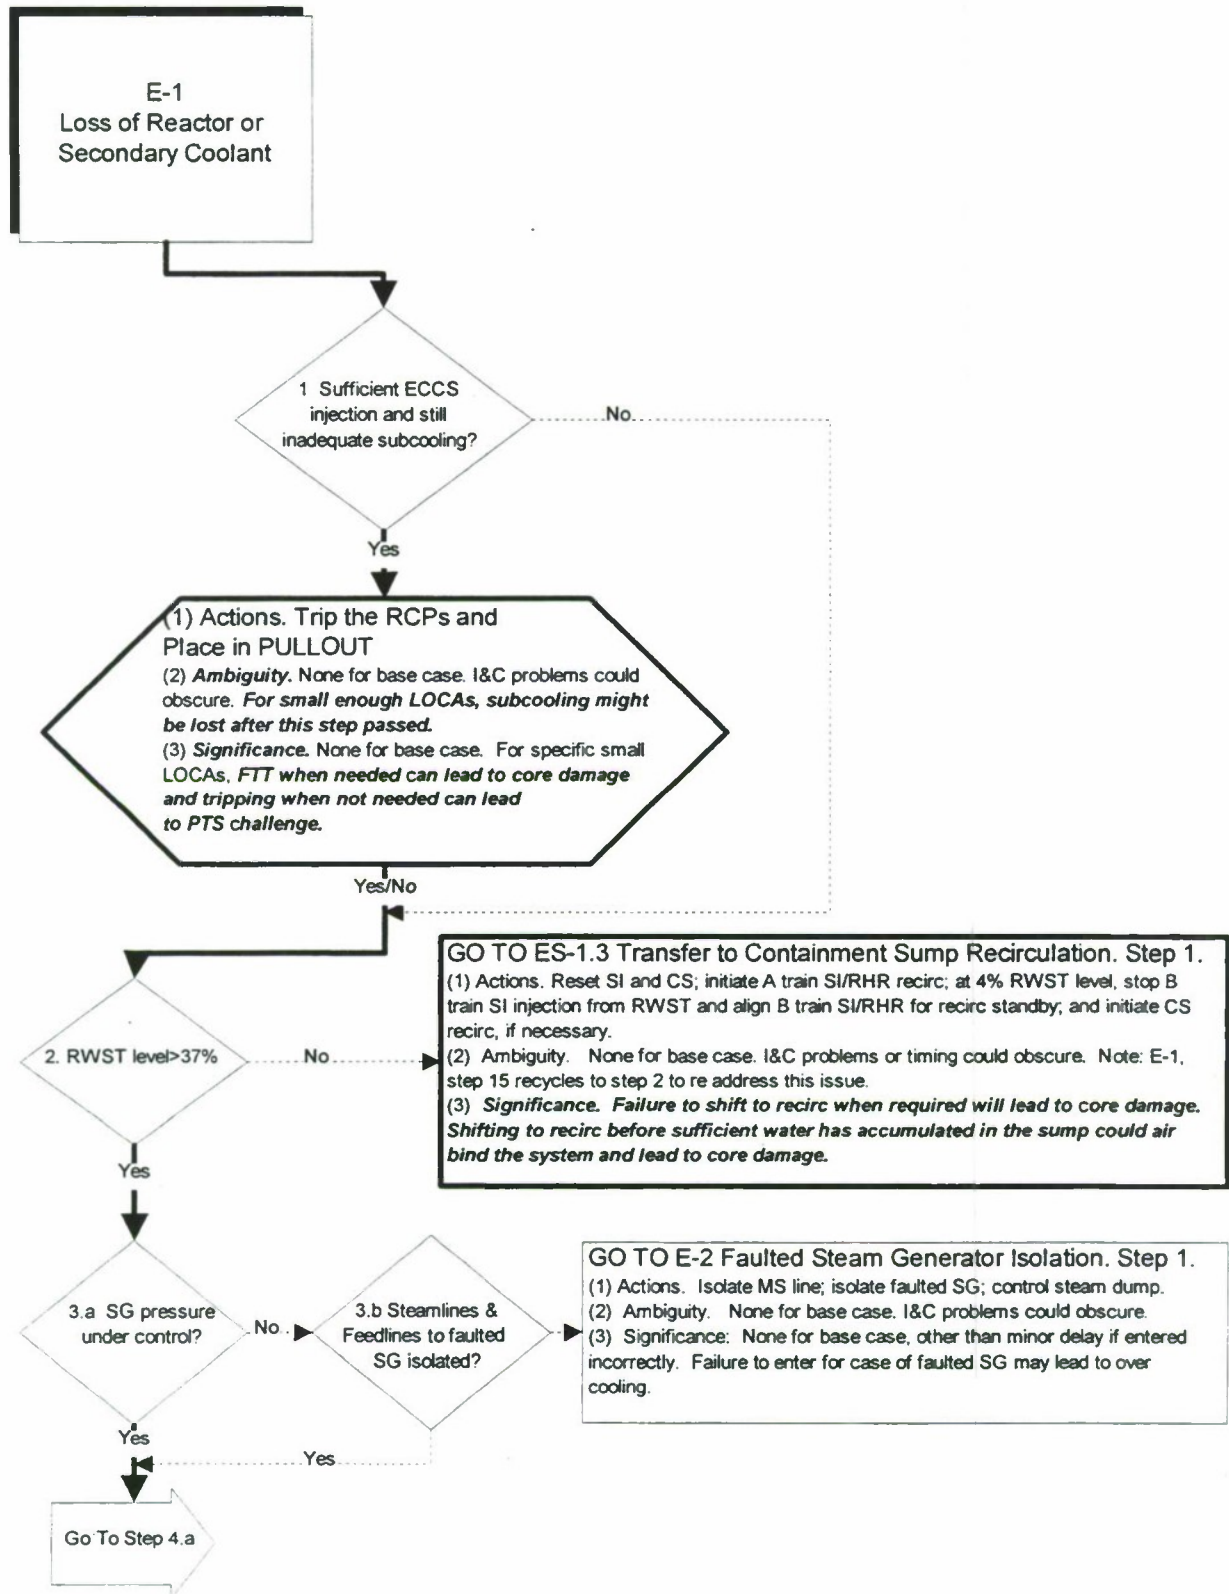 E-1
Loss of Reactor or
Secondary Coolant
1 Sufficient ECCS
injection and still
inadequate subcooling?
No
Yes
(1) Actions. Trip the RCPs and
Place in PULLOUT
(2) Ambiguity. None for base case. I&C problems could
obscure. For small enough LOCAs, subcooling might
be lost after this step passed.
(3) Significance. None for base case. For specific small
LOCAs, FTT when needed can lead to core damage
and tripping when not needed can lead
to PTS challenge.
Yes/No
2. RWST level>37%
No
GO TO ES-1.3 Transfer to Containment Sump Recirculation. Step 1.
(1) Actions. Reset SI and CS; initiate A train SI/RHR recirc; at 4% RWST level, stop B
train SI injection from RWST and align B train SI/RHR for recirc standby; and initiate CS
recirc, if necessary.
(2) Ambiguity. None for base case. I&C problems or timing could obscure. Note: E-1,
step 15 recycles to step 2 to re address this issue.
(3) Significance. Failure to shift to recirc when required will lead to core damage.
Shifting to recirc before sufficient water has accumulated in the sump could air
bind the system and lead to core damage.
Yes
3.a SG pressure
under control?
No
3.b Steamlines &
Feedlines to faulted
SG isolated?
GO TO E-2 Faulted Steam Generator Isolation. Step 1.
(1) Actions. Isolate MS line; isolate faulted SG; control steam dump.
(2) Ambiguity. None for base case. I&C problems could obscure.
(3) Significance: None for base case, other than minor delay if entered
incorrectly. Failure to enter for case of faulted SG may lead to over
cooling.
Yes
Yes
Go To Step 4.a